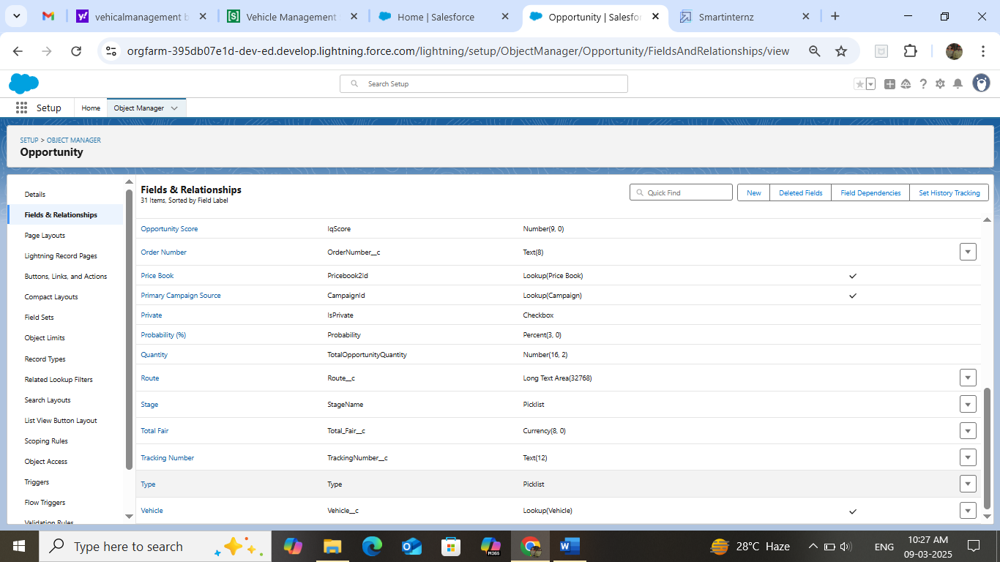 vehicalmanagement b
Vehicle Management
Home | Salesforce
Opportunity | Salesfor
Smartinternz
orgfarm-395db07e1d-dev-ed.develop.lightning.force.com/lightning/setup/ObjectManager/Opportunity/FieldsAndRelationships/view
Search Setup
Setup
Home
Object Manager
SETUP > OBJECT MANAGER
Opportunity
Details
Fields & Relationships
Page Layouts
Lightning Record Pages
Buttons, Links, and Actions
Compact Layouts
Field Sets
Object Limits
Record Types
Related Lookup Filters
Search Layouts
List View Button Layout
Scoping Rules
Object Access
Triggers
Flow Triggers
Validation Rules
Fields & Relationships
31 Items, Sorted by Field Label
Quick Find
New
Deleted Fields
Field Dependencies
Set History Tracking
Opportunity Score IqScore Number(9, 0)
Order Number OrderNumber__c Text(8)
Price Book Pricebook2Id Lookup(Price Book)
Primary Campaign Source CampaignId Lookup(Campaign)
Private IsPrivate Checkbox
Probability (%) Probability Percent(3, 0)
Quantity TotalOpportunityQuantity Number(16, 2)
Route Route__c Long Text Area(32768)
Stage StageName Picklist
Total Fair Total_Fair__c Currency(8, 0)
Tracking Number TrackingNumber__c Text(12)
Type Type Picklist
Vehicle Vehicle__c Lookup(Vehicle)
Type here to search
M365
28°C Haze
ENG
10:27 AM
09-03-2025